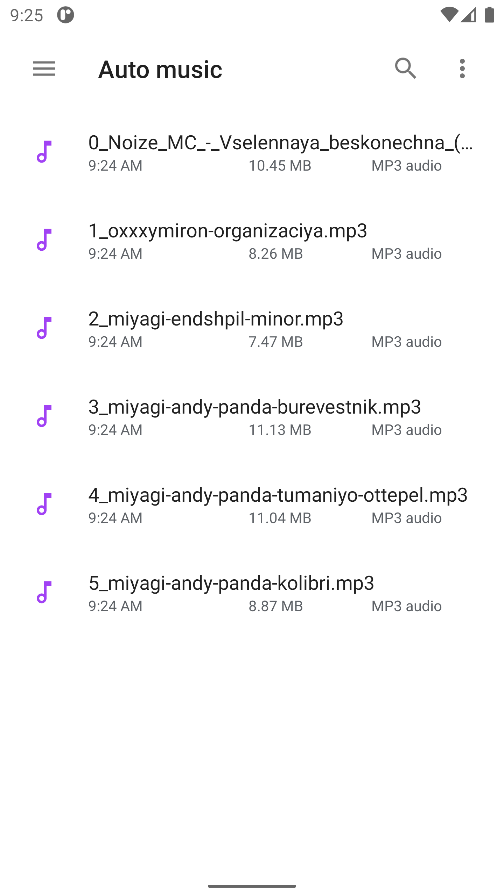 9:25
Auto music
0_Noize_MC_-_Vselennaya_beskonechna_(...
9:24 AM 10.45 MB MP3 audio
1_oxxxymiron-organizaciya.mp3
9:24 AM 8.26 MB MP3 audio
2_miyagi-endshpil-minor.mp3
9:24 AM 7.47 MB MP3 audio
3_miyagi-andy-panda-burevestnik.mp3
9:24 AM 11.13 MB MP3 audio
4_miyagi-andy-panda-tumaniyo-ottepel.mp3
9:24 AM 11.04 MB MP3 audio
5_miyagi-andy-panda-kolibri.mp3
9:24 AM 8.87 MB MP3 audio